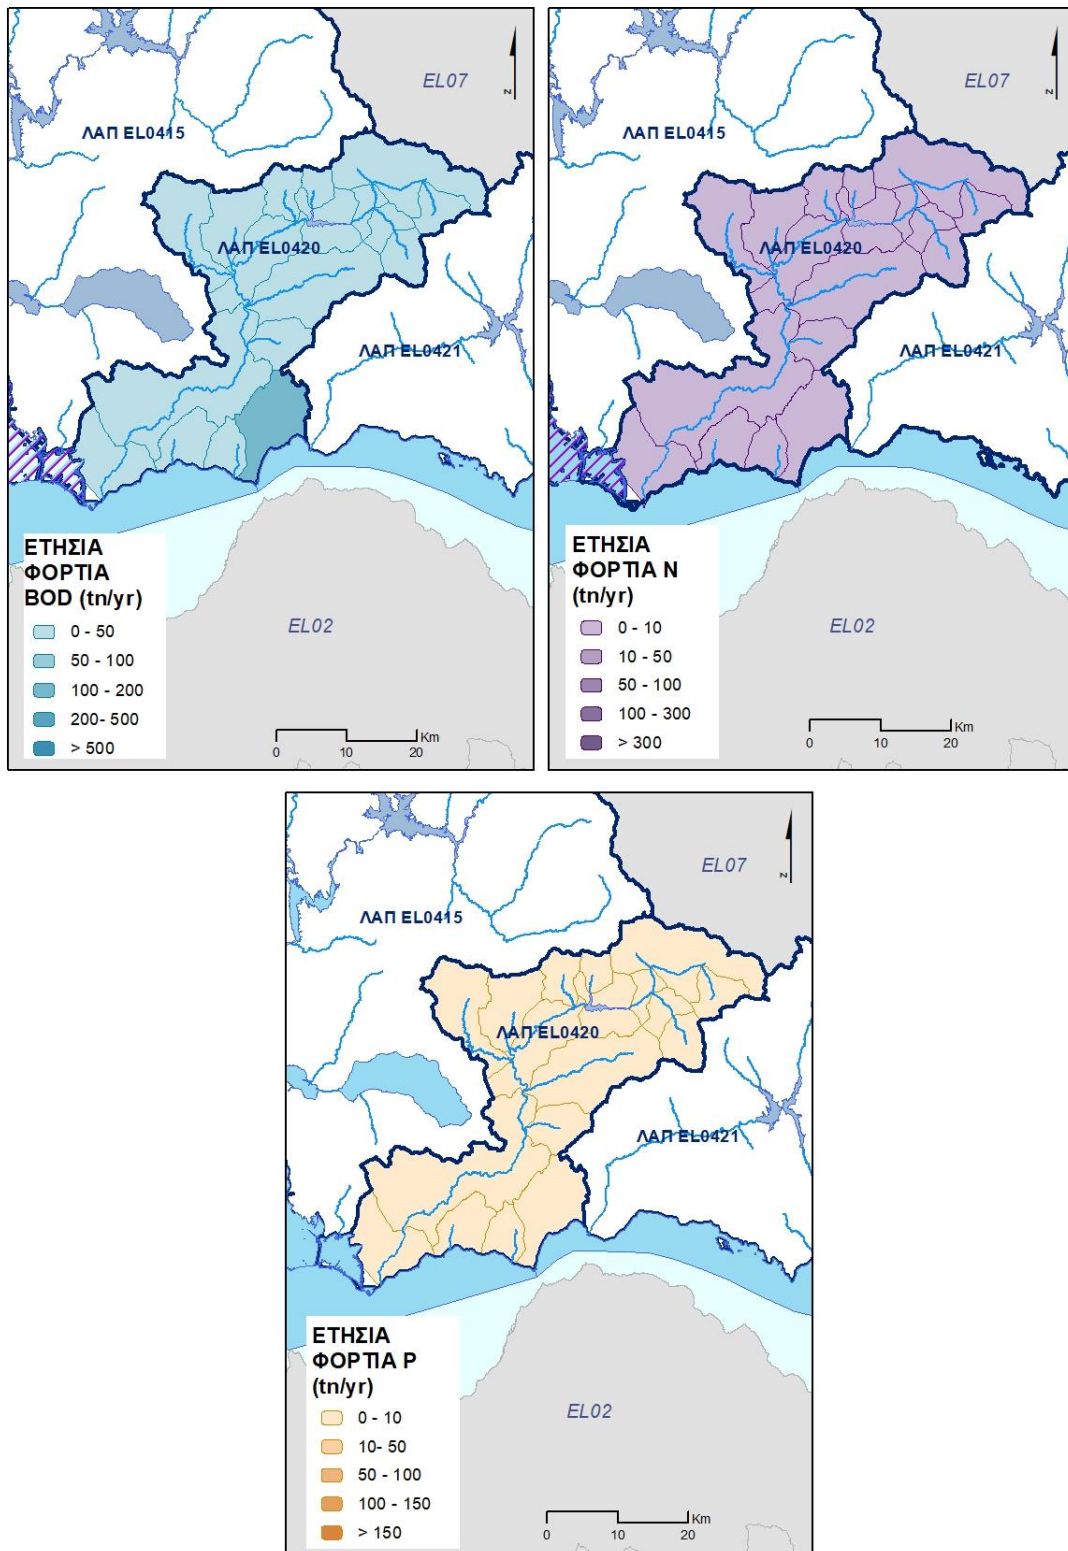 EL07
N
ΛΑΠ EL0415
ΛΑΠ EL0420
ΛΑΠ EL0421
ΕΤΗΣΙΑ
ΦΟΡΤΙΑ
BOD (tn/yr)
0 - 50
50 - 100
100 - 200
200- 500
> 500
EL02
Km
0 10 20
EL07
N
ΛΑΠ EL0415
ΛΑΠ EL0420
ΛΑΠ EL0421
ΕΤΗΣΙΑ
ΦΟΡΤΙΑ N
(tn/yr)
0 - 10
10 - 50
50 - 100
100 - 300
> 300
EL02
Km
0 10 20
EL07
N
ΛΑΠ EL0415
ΛΑΠ EL0420
ΛΑΠ EL0421
ΕΤΗΣΙΑ
ΦΟΡΤΙΑ P
(tn/yr)
0 - 10
10- 50
50 - 100
100 - 150
> 150
EL02
Km
0 10 20